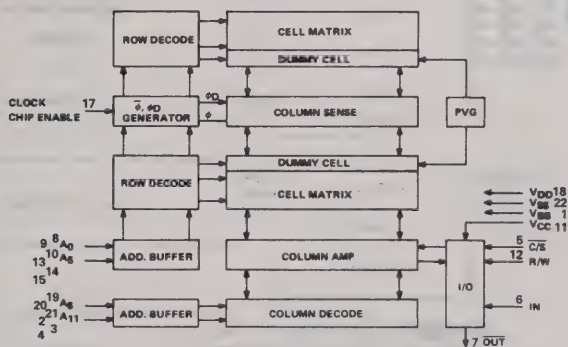 ROW DECODE
CELL MATRIX
DUMMY CELL
CLOCK 17
CHIP ENABLE
φ̄, φD
GENERATOR
φD
φ
COLUMN SENSE
PVG
ROW DECODE
DUMMY CELL
CELL MATRIX
VDD 18
VSS 22
VBB 1
VCC 11
9 8 A0
13 10 A5
15 14
ADD. BUFFER
COLUMN AMP
I/O
5 C/S
12 R/W
6 IN
20 19 A6
2 21 A11
4 3
ADD. BUFFER
COLUMN DECODE
7 OUT